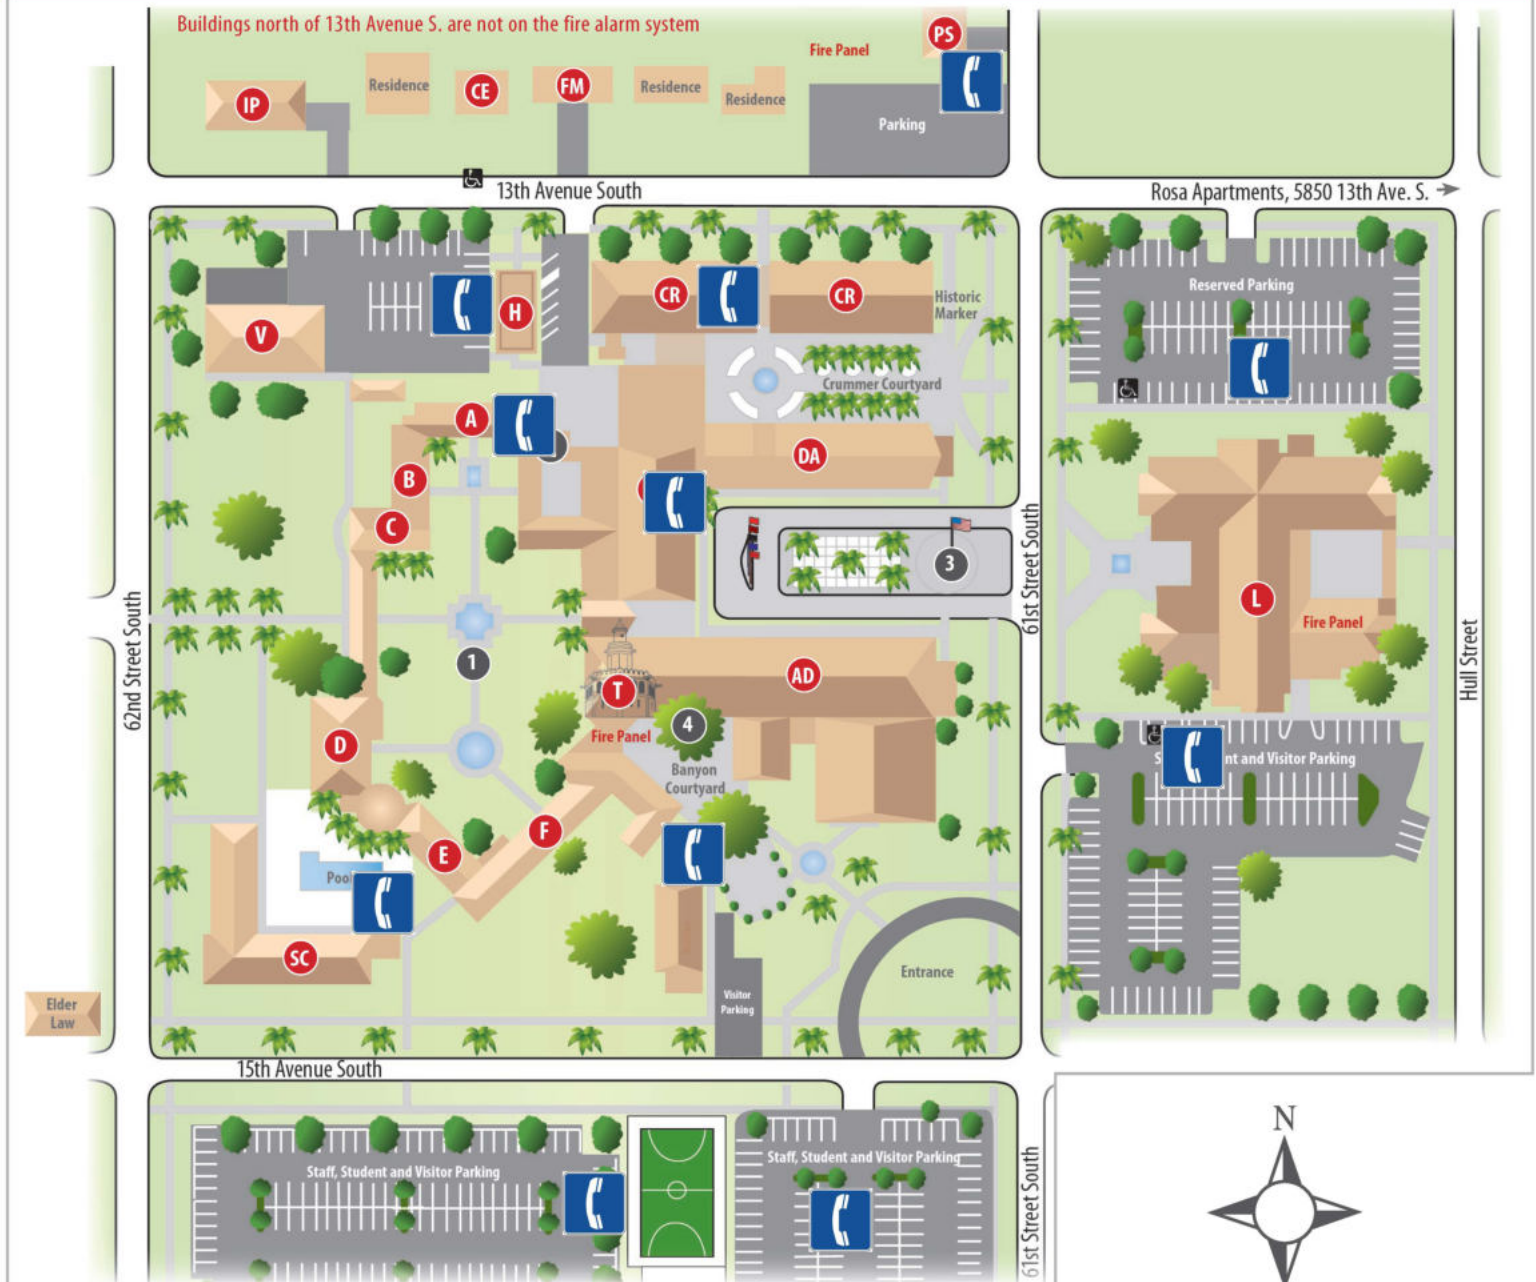 Buildings north of 13th Avenue S. are not on the fire alarm system
PS
Fire Panel
IP
Residence
CE
FM
Residence
Residence
Parking
13th Avenue South
Rosa Apartments, 5850 13th Ave. S.
V
H
CR
CR
Historic
Marker
Reserved Parking
Crummer Courtyard
A
B
C
DA
3
61st Street South
62nd Street South
Hull Street
L
Fire Panel
1
T
AD
4
Fire Panel
Banyon
Courtyard
D
nt and Visitor Parking
E
F
Pool
SC
Elder
Law
Visitor
Parking
Entrance
15th Avenue South
Staff, Student and Visitor Parking
Staff, Student and Visitor Parking
61st Street South
N